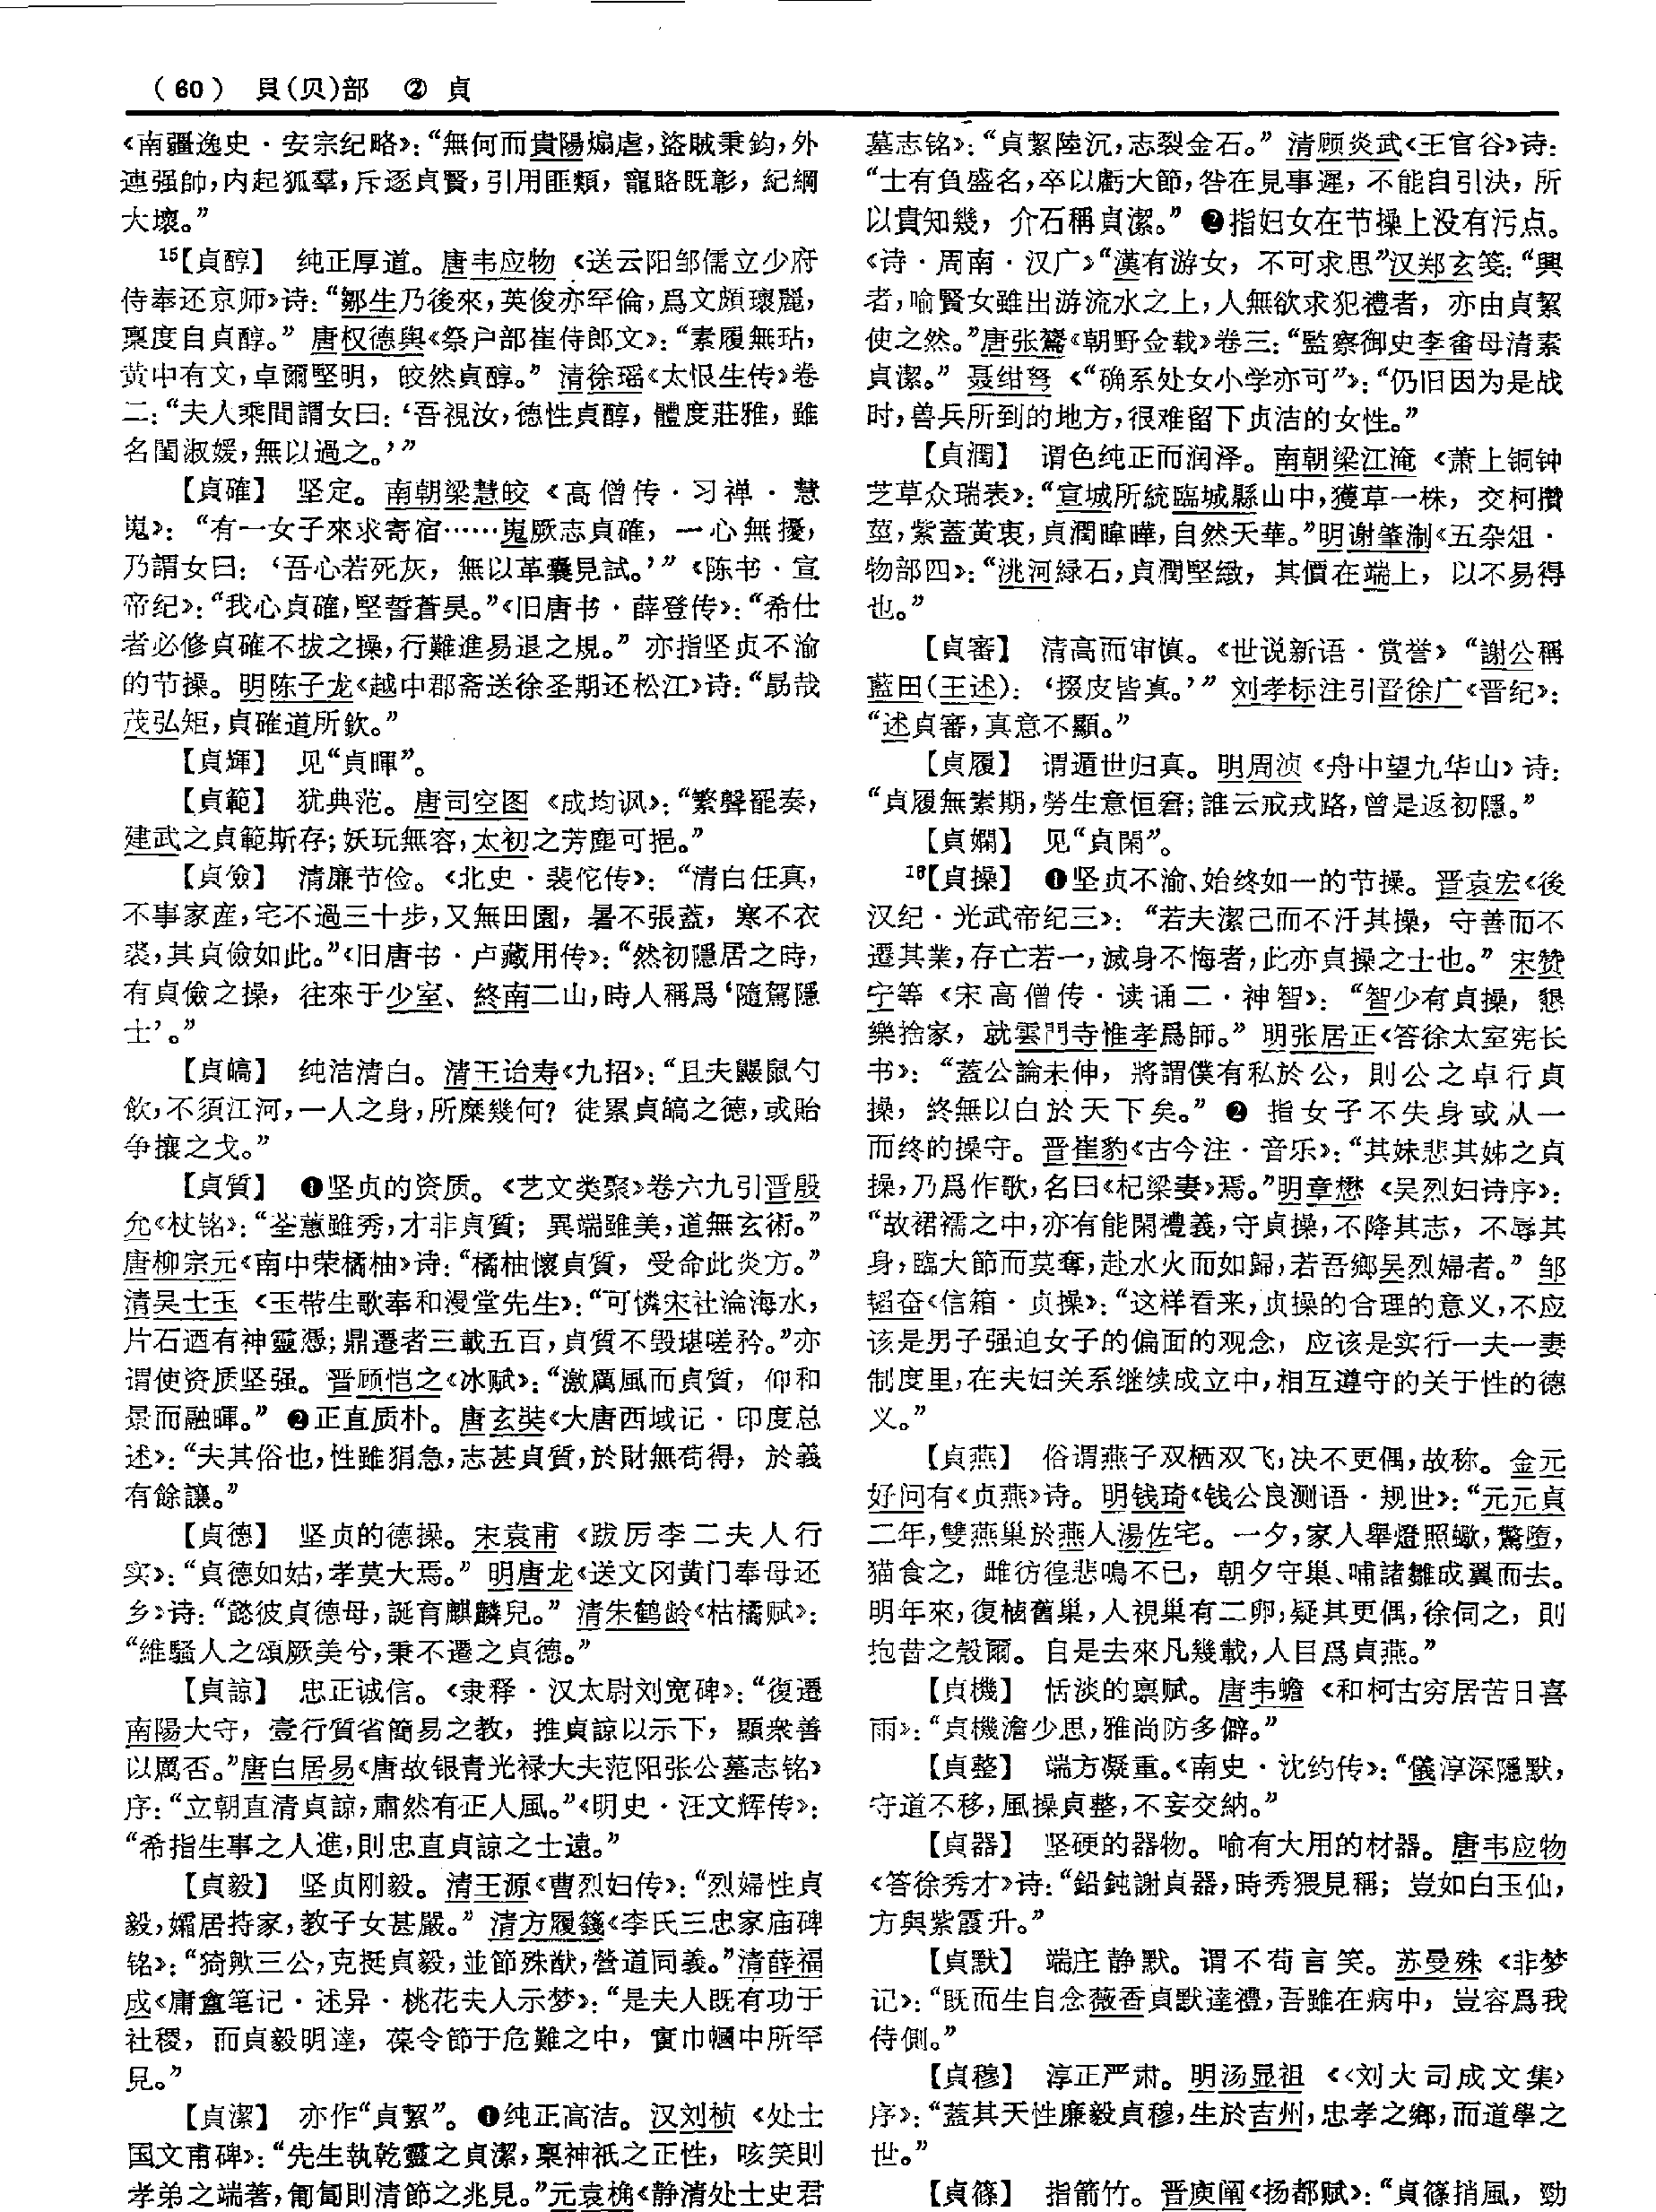 （60） 貝(贝)部 ② 貞
《南疆逸史·安宗纪略》：“無何而貴陽煽虐，盜賊秉鈞，外
連强帥，内起狐羣，斥逐貞賢，引用匪類，寵賂既彰，紀綱
大壞。”
15【貞醇】 纯正厚道。唐韦应物《送云阳邹儒立少府
侍奉还京师》诗：“鄒生乃後來，英俊亦罕倫，爲文頗瓌麗，
稟度自貞醇。”唐权德舆《祭户部崔侍郎文》：“素履無玷，
黄中有文，卓爾堅明，皎然貞醇。”清徐瑶《太恨生传》卷
二：“夫人乘間謂女曰：‘吾視汝，德性貞醇，體度莊雅，雖
名閨淑媛，無以過之。’”
【貞確】 坚定。南朝梁慧皎《高僧传·习禅·慧
嵬》：“有一女子來求寄宿……嵬厥志貞確，一心無擾，
乃謂女曰：‘吾心若死灰，無以革囊見試。’”《陈书·宣
帝纪》：“我心貞確，堅誓蒼昊。”《旧唐书·薛登传》：“希仕
者必修貞確不拔之操，行難進易退之規。”亦指坚贞不渝
的节操。明陈子龙《越中郡斋送徐圣期还松江》诗：“勗哉
茂弘矩，貞確道所欽。”
【貞輝】 见“貞暉”。
【貞範】 犹典范。唐司空图《成均讽》：“繁聲罷奏，
建武之貞範斯存；妖玩無容，太初之芳塵可挹。”
【貞儉】 清廉节俭。《北史·裴佗传》：“清白任真，
不事家産，宅不過三十步，又無田園，暑不張蓋，寒不衣
裘，其貞儉如此。”《旧唐书·卢藏用传》：“然初隱居之時，
有貞儉之操，往來于少室、終南二山，時人稱爲‘隨駕隱
士’。”
【貞皜】 纯洁清白。清王诒寿《九招》：“且夫鼹鼠勺
飲，不須江河，一人之身，所糜幾何？徒累貞皜之德，或貽
争攘之戈。”
【貞質】 ❶坚贞的资质。《艺文类聚》卷六九引晋殷
允《杖铭》：“荃蕙雖秀，才非貞質；異端雖美，道無玄術。”
唐柳宗元《南中荣橘柚》诗：“橘柚懷貞質，受命此炎方。”
清吴士玉《玉带生歌奉和漫堂先生》：“可憐宋社淪海水，
片石迺有神靈憑；鼎遷者三載五百，貞質不毁堪嗟矜。”亦
谓使资质坚强。晋顾恺之《冰赋》：“激厲風而貞質，仰和
景而融暉。”❷正直质朴。唐玄奘《大唐西域记·印度总
述》：“夫其俗也，性雖狷急，志甚貞質，於財無苟得，於義
有餘讓。”
【貞德】 坚贞的德操。宋袁甫《跋厉李二夫人行
实》：“貞德如姑，孝莫大焉。”明唐龙《送文冈黄门奉母还
乡》诗：“懿彼貞德母，誕育麒麟兒。”清朱鹤龄《枯橘赋》：
“維騷人之頌厥美兮，秉不遷之貞德。”
【貞諒】 忠正诚信。《隶释·汉太尉刘宽碑》：“復遷
南陽大守，壹行質省簡易之教，推貞諒以示下，顯衆善
以厲否。”唐白居易《唐故银青光禄大夫范阳张公墓志铭》
序：“立朝直清貞諒，肅然有正人風。”《明史·汪文辉传》：
“希指生事之人進，則忠直貞諒之士遠。”
【貞毅】 坚贞刚毅。清王源《曹烈妇传》：“烈婦性貞
毅，孀居持家，教子女甚嚴。”清方履籛《李氏三忠家庙碑
铭》：“猗歟三公，克挺貞毅，並節殊猷，營道同義。”清薛福
成《庸盦笔记·述异·桃花夫人示梦》：“是夫人既有功于
社稷，而貞毅明達，葆令節于危難之中，實巾幗中所罕
見。”
【貞潔】 亦作“貞絜”。❶纯正高洁。汉刘桢《处士
国文甫碑》：“先生執乾靈之貞潔，稟神祇之正性，咳笑則
孝弟之端著，匍匐則清節之兆見。”元袁桷《静清处士史君
墓志铭》：“貞絜陸沉，志裂金石。”清顾炎武《王官谷》诗：
“士有負盛名，卒以虧大節，咎在見事遲，不能自引決，所
以貴知幾，介石稱貞潔。”❷指妇女在节操上没有污点。
《诗·周南·汉广》“漢有游女，不可求思”汉郑玄笺：“興
者，喻賢女雖出游流水之上，人無欲求犯禮者，亦由貞絜
使之然。”唐张鷟《朝野佥载》卷三：“監察御史李畬母清素
貞潔。”聂绀弩《“确系处女小学亦可”》：“仍旧因为是战
时，兽兵所到的地方，很难留下贞洁的女性。”
【貞潤】 谓色纯正而润泽。南朝梁江淹《萧上铜钟
芝草众瑞表》：“宣城所統臨城縣山中，獲草一株，交柯攢
莖，紫蓋黄衷，貞潤暐曄，自然天華。”明谢肇淛《五杂俎·
物部四》：“洮河緑石，貞潤堅緻，其價在端上，以不易得
也。”
【貞審】 清高而审慎。《世说新语·赏誉》“謝公稱
藍田(王述)：‘掇皮皆真。’”刘孝标注引晋徐广《晋纪》：
“述貞審，真意不顯。”
【貞履】 谓遁世归真。明周祯《舟中望九华山》诗：
“貞履無素期，勞生意恒窘；誰云戒戎路，曾是返初隱。”
【貞嫻】 见“貞閑”。
16【貞操】 ❶坚贞不渝、始终如一的节操。晋袁宏《後
汉纪·光武帝纪三》：“若夫潔己而不汙其操，守善而不
遷其業，存亡若一，滅身不悔者，此亦貞操之士也。”宋赞
宁等《宋高僧传·读诵二·神智》：“智少有貞操，懇
樂捨家，就雲門寺惟孝爲師。”明张居正《答徐太室宪长
书》：“蓋公論未伸，將謂僕有私於公，則公之卓行貞
操，終無以白於天下矣。”❷指女子不失身或从一
而终的操守。晋崔豹《古今注·音乐》：“其妹悲其姊之貞
操，乃爲作歌，名曰《杞梁妻》焉。”明章懋《吴烈妇诗序》：
“故裙襦之中，亦有能閑禮義，守貞操，不降其志，不辱其
身，臨大節而莫奪，赴水火而如歸，若吾鄉吴烈婦者。”邹
韬奋《信箱·贞操》：“这样看来，贞操的合理的意义，不应
该是男子强迫女子的偏面的观念，应该是实行一夫一妻
制度里，在夫妇关系继续成立中，相互遵守的关于性的德
义。”
【貞燕】 俗谓燕子双栖双飞，决不更偶，故称。金元
好问有《贞燕》诗。明钱琦《钱公良测语·规世》：“元元貞
二年，雙燕巢於燕人湯佐宅。一夕，家人舉燈照蠍，驚墮，
猫食之，雌彷徨悲鳴不已，朝夕守巢、哺諸雛成翼而去。
明年來，復棲舊巢，人視巢有二卵，疑其更偶，徐伺之，則
抱昔之殼爾。自是去來凡幾載，人目爲貞燕。”
【貞機】 恬淡的禀赋。唐韦蟾《和柯古穷居苦日喜
雨》：“貞機澹少思，雅尚防多僻。”
【貞整】 端方凝重。《南史·沈约传》：“儀淳深隱默，
守道不移，風操貞整，不妄交納。”
【貞器】 坚硬的器物。喻有大用的材器。唐韦应物
《答徐秀才》诗：“鉛鈍謝貞器，時秀猥見稱；豈如白玉仙，
方與紫霞升。”
【貞默】 端庄静默。谓不苟言笑。苏曼殊《非梦
记》：“既而生自念薇香貞默達禮，吾雖在病中，豈容爲我
侍側。”
【貞穆】 淳正严肃。明汤显祖《〈刘大司成文集〉
序》：“蓋其天性廉毅貞穆，生於吉州，忠孝之鄉，而道學之
世。”
【貞篠】 指箭竹。晋庾阐《扬都赋》：“貞篠捎風，勁